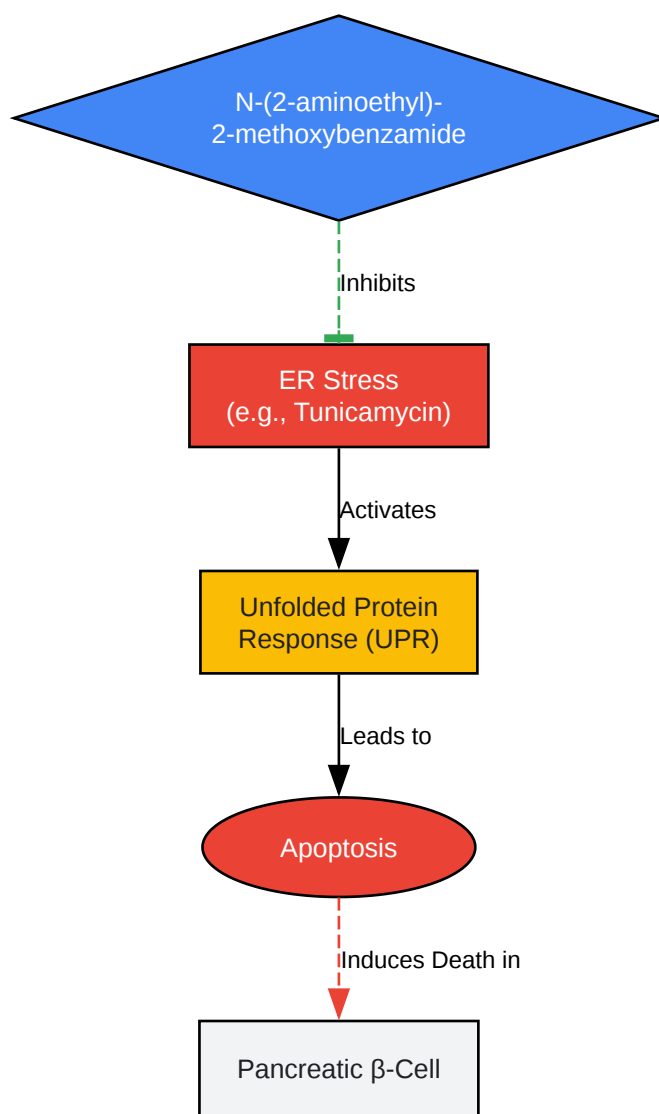 N-(2-aminoethyl)-
2-methoxybenzamide
Inhibits
ER Stress
(e.g., Tunicamycin)
Activates
Unfolded Protein
Response (UPR)
Leads to
Apoptosis
Induces Death in
Pancreatic β-Cell